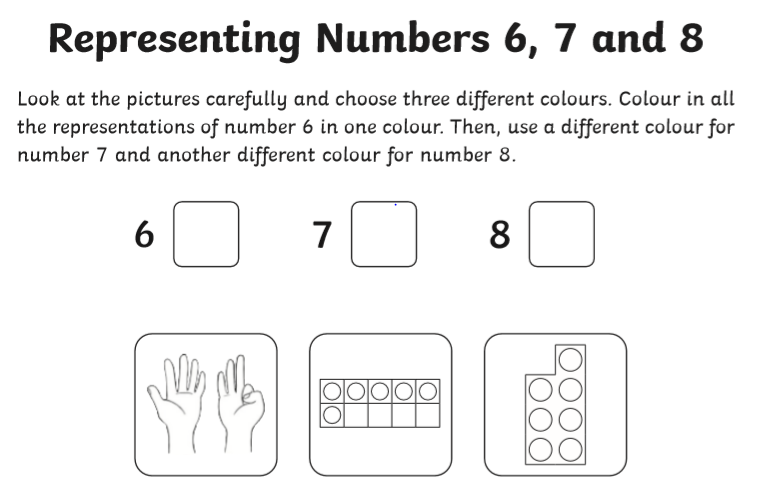 Representing Numbers 6, 7 and 8
Look at the pictures carefully and choose three different colours. Colour in all
the representations of number 6 in one colour. Then, use a different colour for
number 7 and another different colour for number 8.
6 7 8